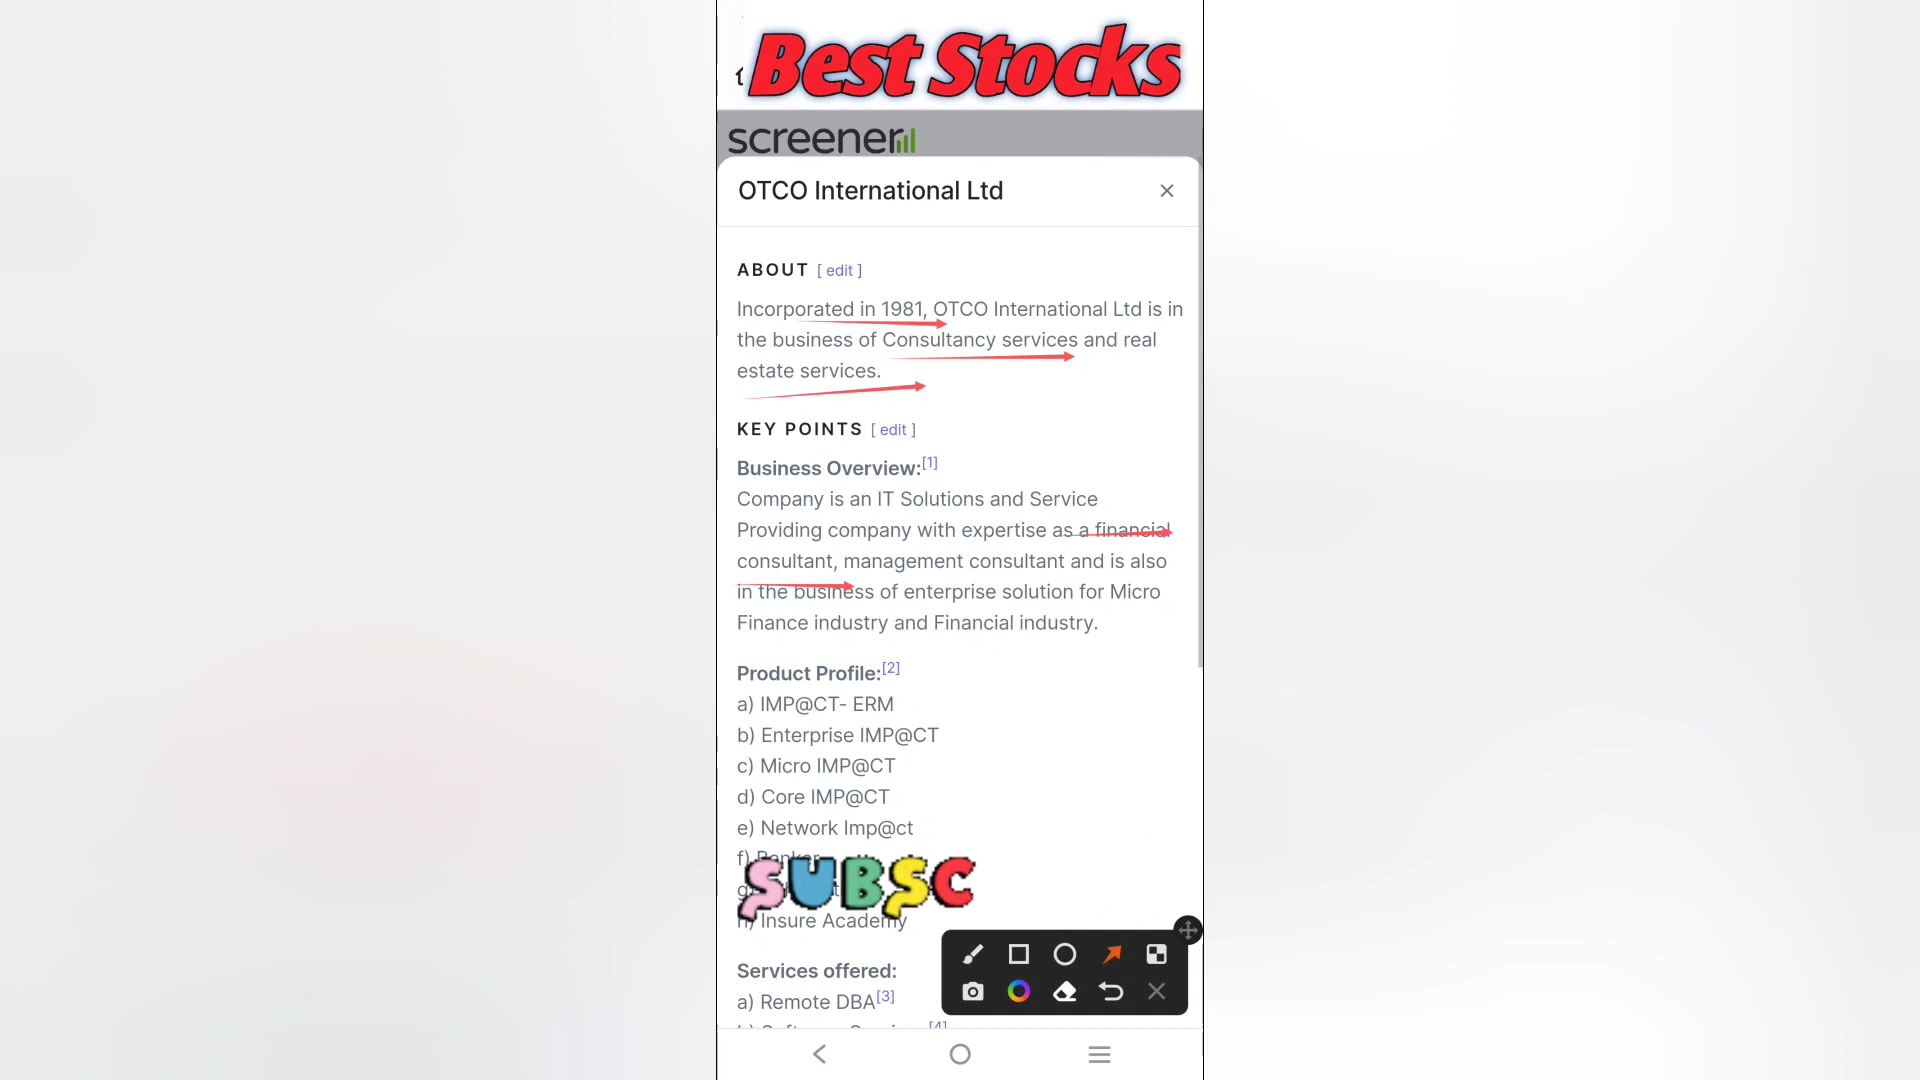 Best Stocks
screener
OTCO International Ltd
ABOUT [ edit ]
Incorporated in 1981, OTCO International Ltd is in
the business of Consultancy services and real
estate services.
KEY POINTS [ edit ]
Business Overview:[1]
Company is an IT Solutions and Service
Providing company with expertise as a financial
consultant, management consultant and is also
in the business of enterprise solution for Micro
Finance industry and Financial industry.
Product Profile:[2]
a) IMP@CT- ERM
b) Enterprise IMP@CT
c) Micro IMP@CT
d) Core IMP@CT
e) Network Imp@ct
f) Banker
SUBSC
h) Insure Academy
Services offered:
a) Remote DBA[3]
[4]